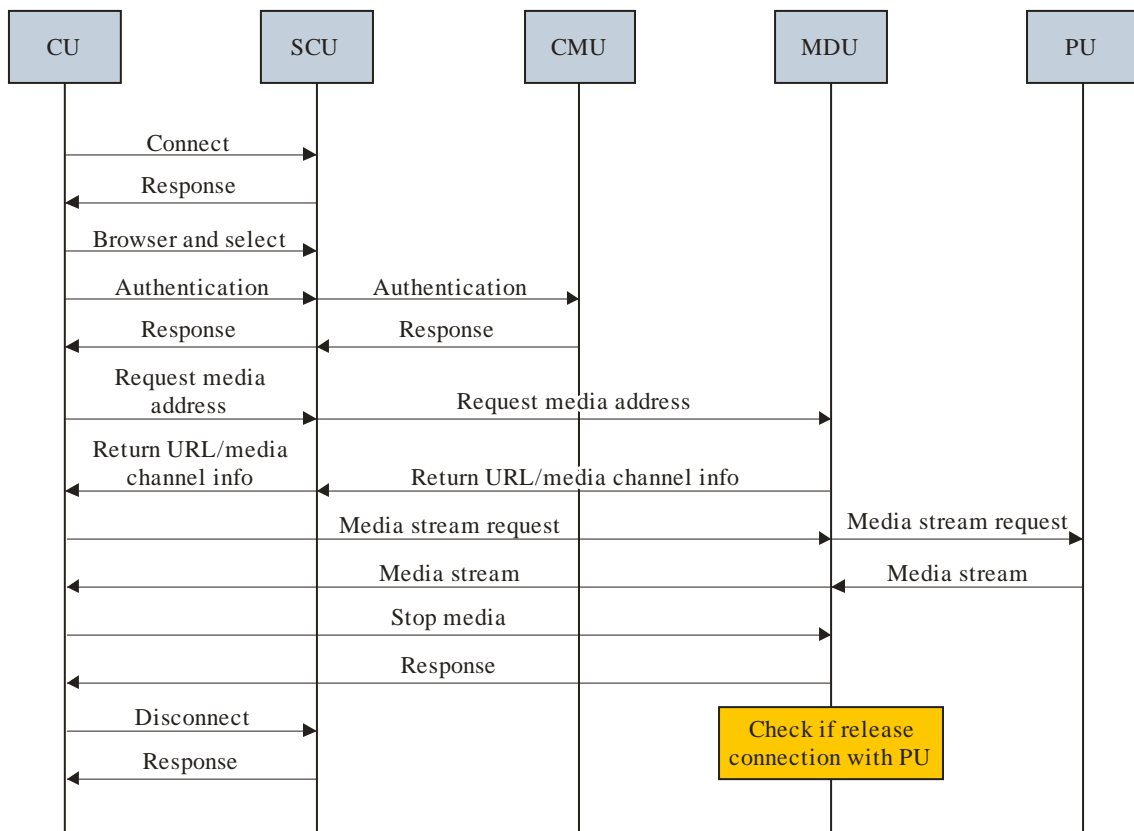 CU
SCU
CMU
MDU
PU
Connect
Response
Browser and select
Authentication
Authentication
Response
Response
Request media
address
Request media address
Return URL/media
channel info
Return URL/media channel info
Media stream request
Media stream request
Media stream
Media stream
Stop media
Response
Disconnect
Check if release
connection with PU
Response